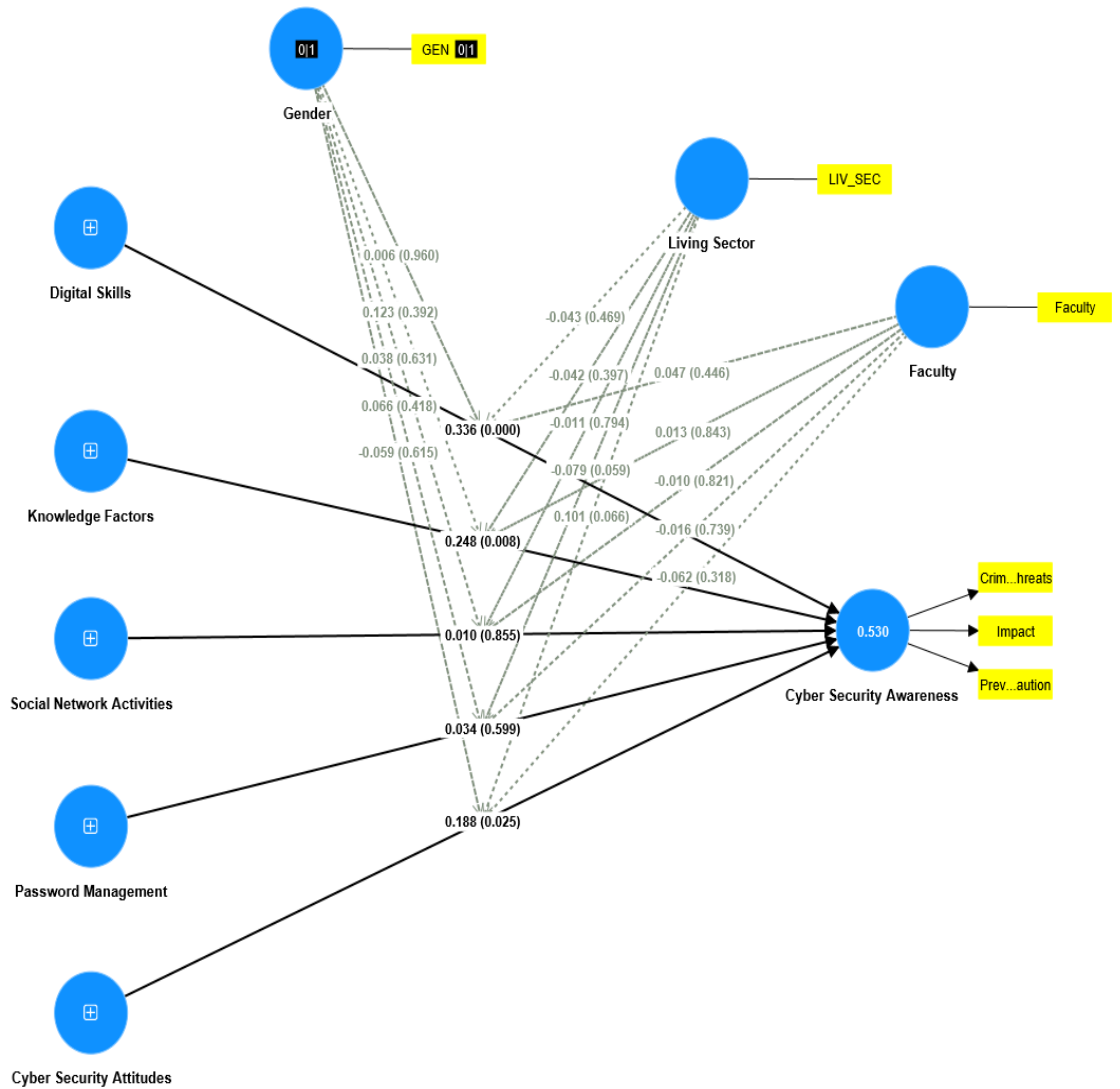 0|1
GEN 0|1
Gender
LIV_SEC
Living Sector
Digital Skills
Faculty
Faculty
0.006 (0.960)
0.123 (0.392)
0.038 (0.631)
0.066 (0.418)
-0.059 (0.615)
-0.043 (0.469)
-0.042 (0.397)
-0.011 (0.794)
-0.079 (0.059)
0.101 (0.066)
0.047 (0.446)
0.013 (0.843)
-0.010 (0.821)
-0.016 (0.739)
-0.062 (0.318)
0.336 (0.000)
Knowledge Factors
0.248 (0.008)
Social Network Activities
0.010 (0.855)
0.530
Cyber Security Awareness
Crim...hreats
Impact
Prev...aution
0.034 (0.599)
Password Management
0.188 (0.025)
Cyber Security Attitudes